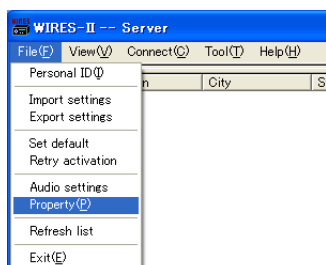 WIRES-II -- Server
File(F) View(V) Connect(C) Tool(T) Help(H)
Personal ID(I)
n City S
Import settings
Export settings
Set default
Retry activation
Audio settings
Property(P)
Refresh list
Exit(E)